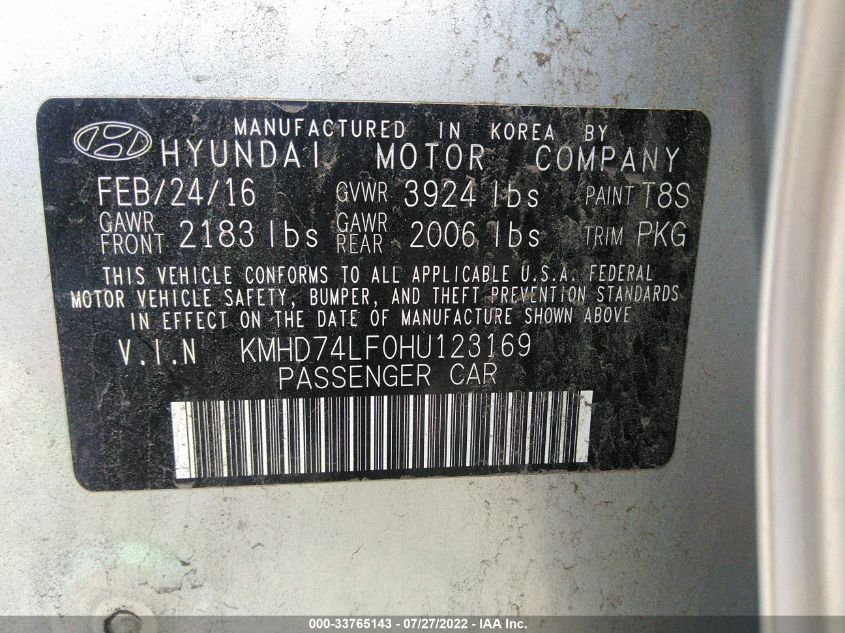 MANUFACTURED IN KOREA BY
HYUNDAI MOTOR COMPANY
FEB/24/16 GVWR 3924 lbs PAINT T8S
GAWR FRONT 2183 lbs GAWR REAR 2006 lbs TRIM PKG
THIS VEHICLE CONFORMS TO ALL APPLICABLE U.S.A. FEDERAL
MOTOR VEHICLE SAFETY, BUMPER, AND THEFT PREVENTION STANDARDS
IN EFFECT ON THE DATE OF MANUFACTURE SHOWN ABOVE.
V.I.N KMHD74LF0HU123169
PASSENGER CAR
000-33765143 - 07/27/2022 - IAA Inc.